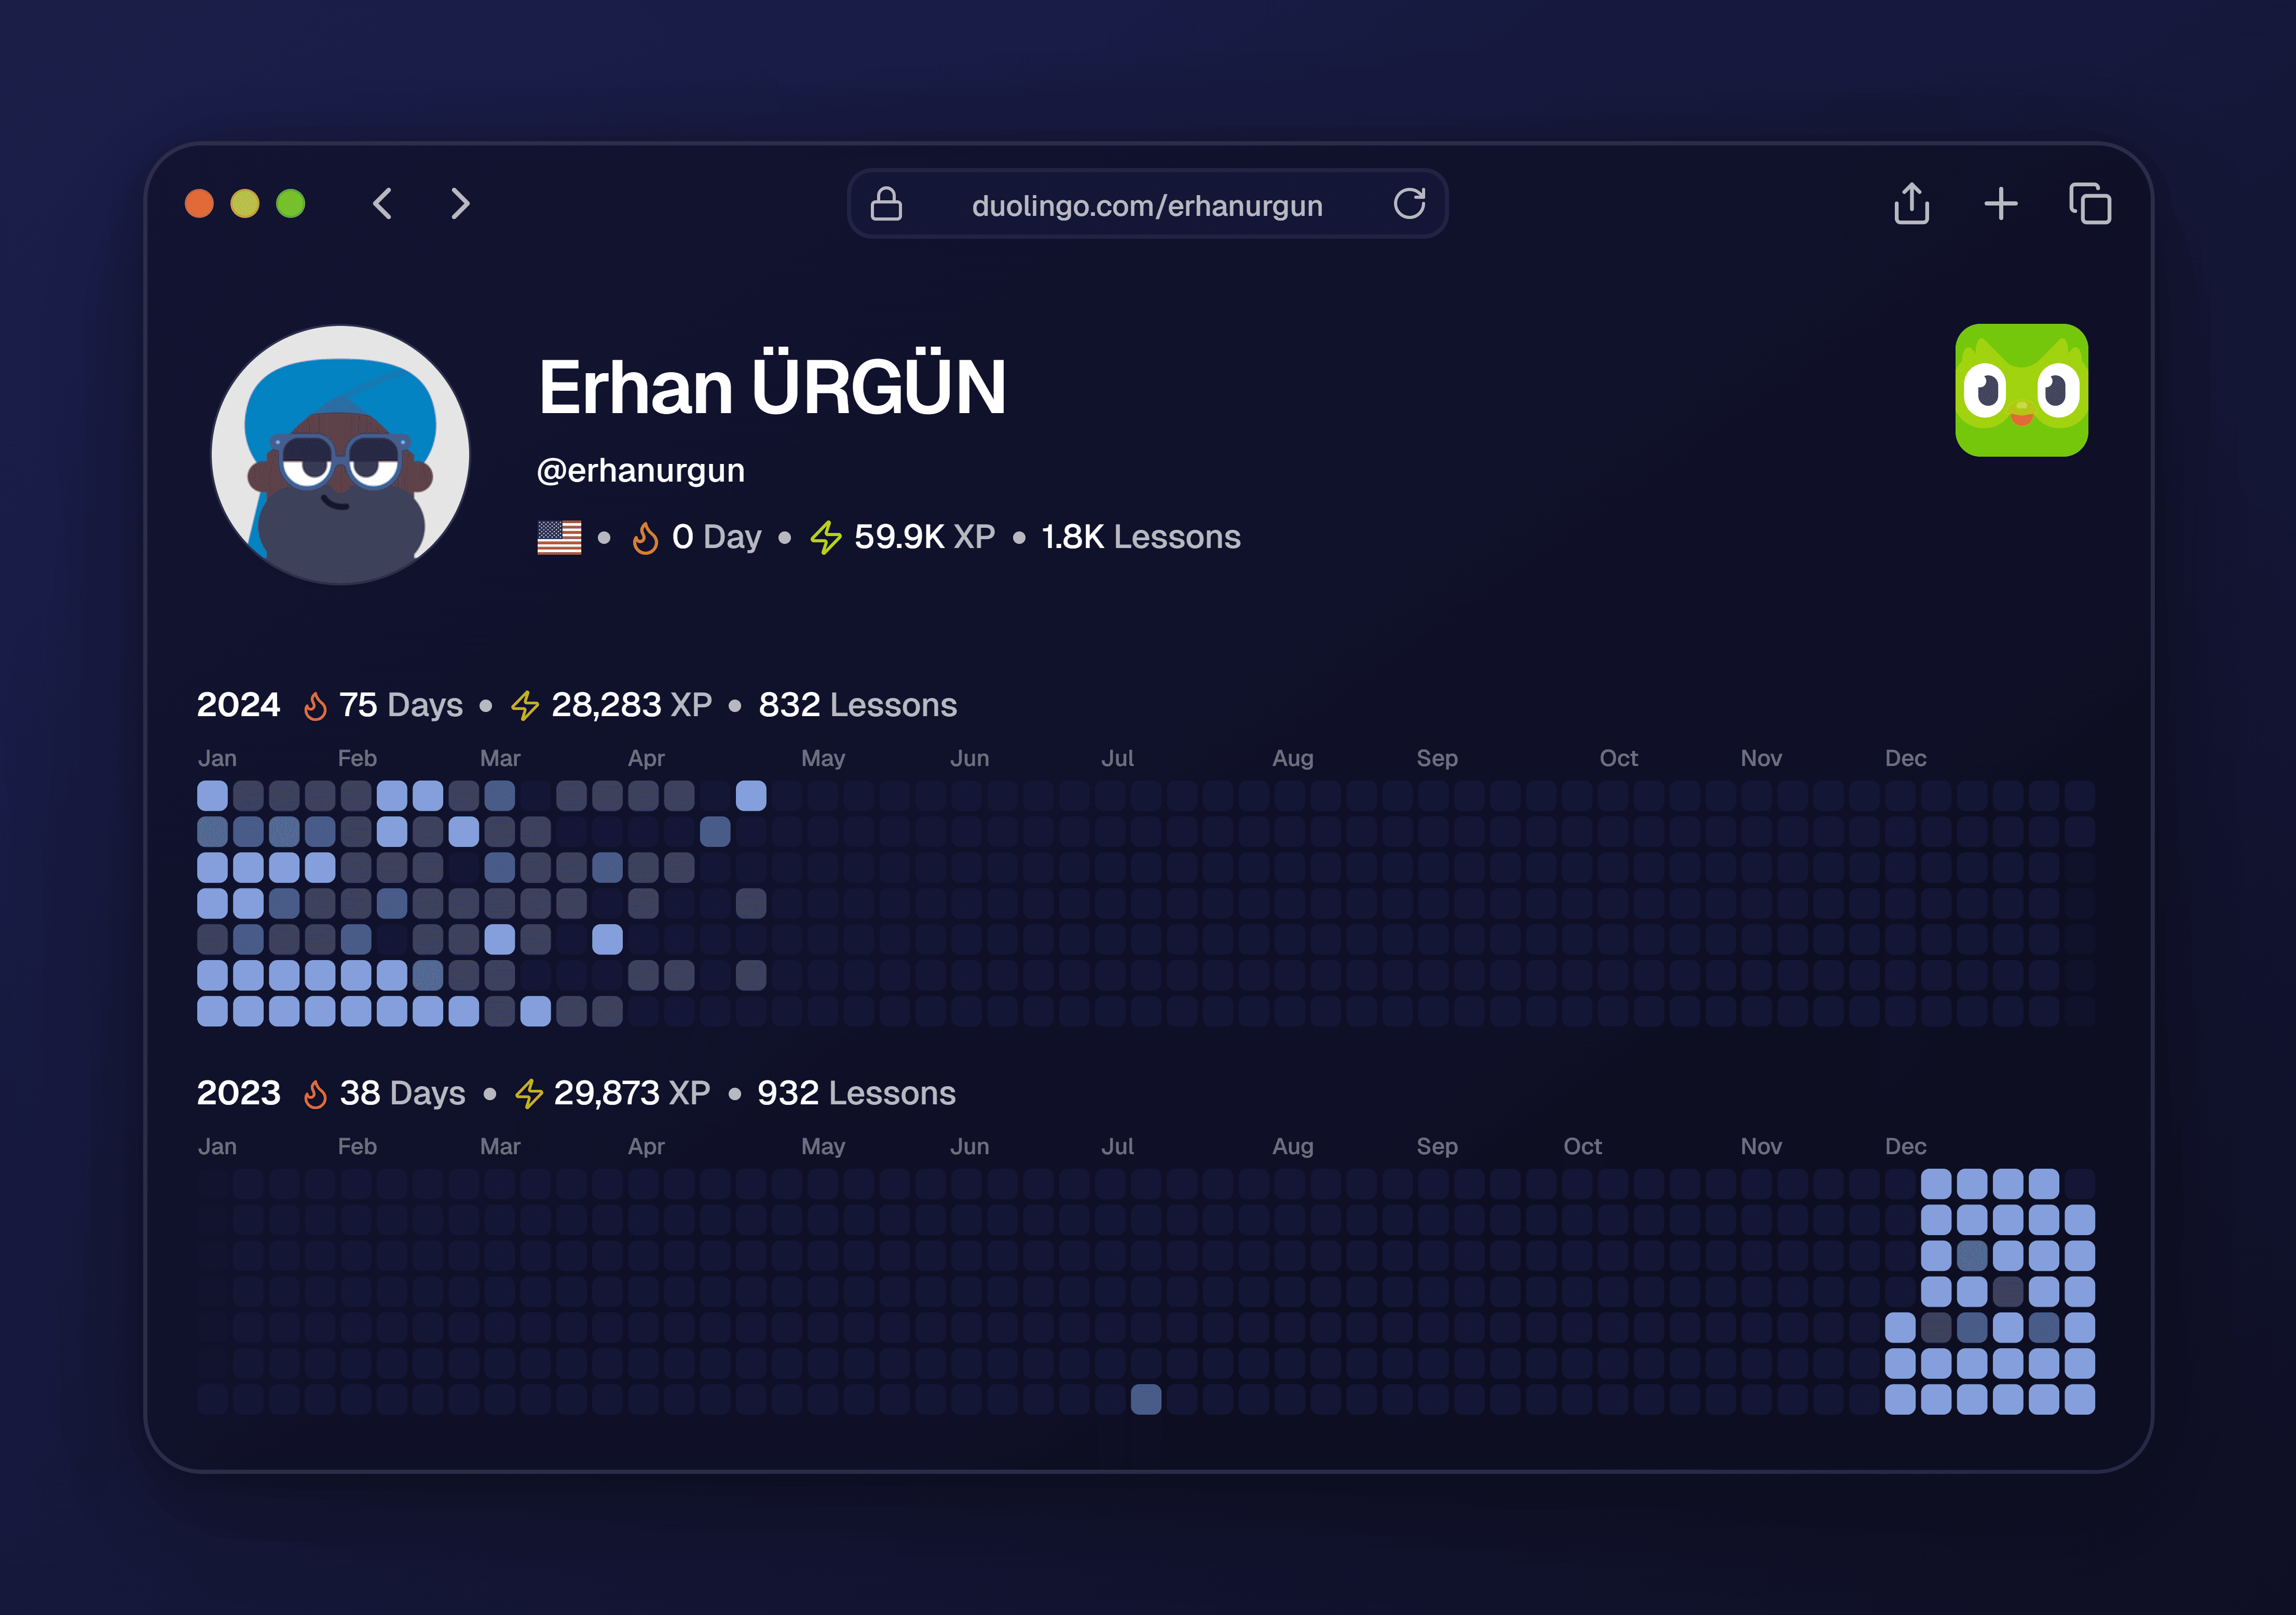 duolingo.com/erhanurgun
Erhan ÜRGÜN
@erhanurgun
• 0 Day • 59.9K XP • 1.8K Lessons
2024 75 Days • 28,283 XP • 832 Lessons
Jan Feb Mar Apr May Jun Jul Aug Sep Oct Nov Dec
2023 38 Days • 29,873 XP • 932 Lessons
Jan Feb Mar Apr May Jun Jul Aug Sep Oct Nov Dec